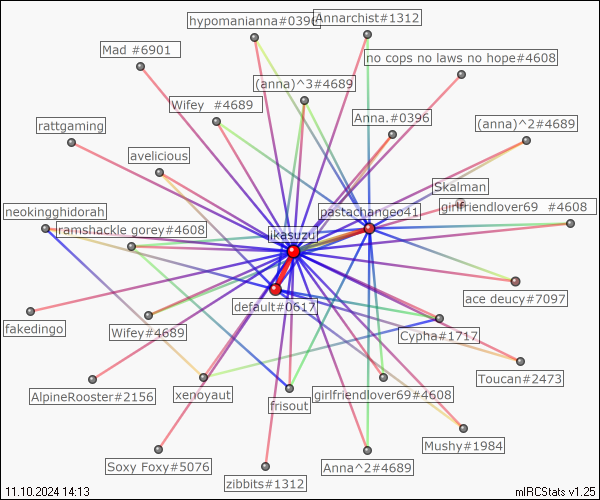 hypomanianna#0396
Annarchist#1312
Mad #6901
no cops no laws no hope#4608
(anna)^3#4689
Wifey  #4689
Anna.#0396
rattgaming
(anna)^2#4689
avelicious
Skalman
neokingghidorah
pastachangeo41
girlfriendlover69  #4608
ramshackle gorey#4608
ikasuzu
default#0617
ace deucy#7097
fakedingo
Wifey#4689
Cypha#1717
Toucan#2473
AlpineRooster#2156
xenoyaut
frisout
girlfriendlover69#4608
Mushy#1984
Soxy Foxy#5076
zibbits#1312
Anna^2#4689
11.10.2024 14:13
mIRCStats v1.25